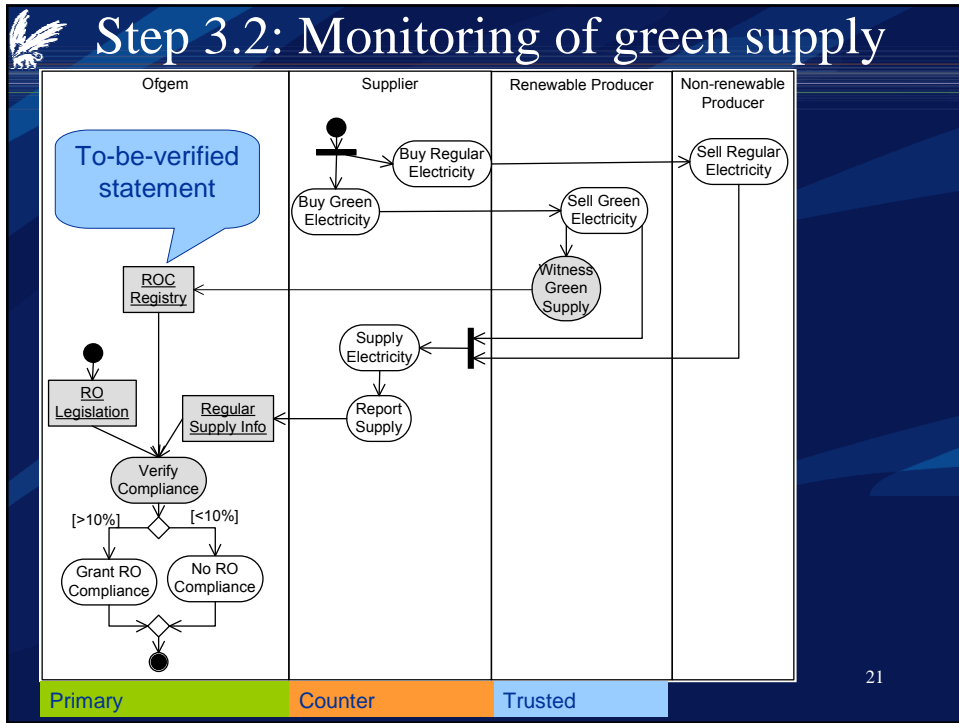 Step 3.2: Monitoring of green supply
Ofgem
Supplier
Renewable Producer
Non-renewable
Producer
To-be-verified
statement
Buy Regular
Electricity
Sell Regular
Electricity
Buy Green
Electricity
Sell Green
Electricity
ROC
Registry
Witness
Green
Supply
Supply
Electricity
RO
Legislation
Regular
Supply Info
Report
Supply
Verify
Compliance
[>10%]
[<10%]
Grant RO
Compliance
No RO
Compliance
21
Primary
Counter
Trusted